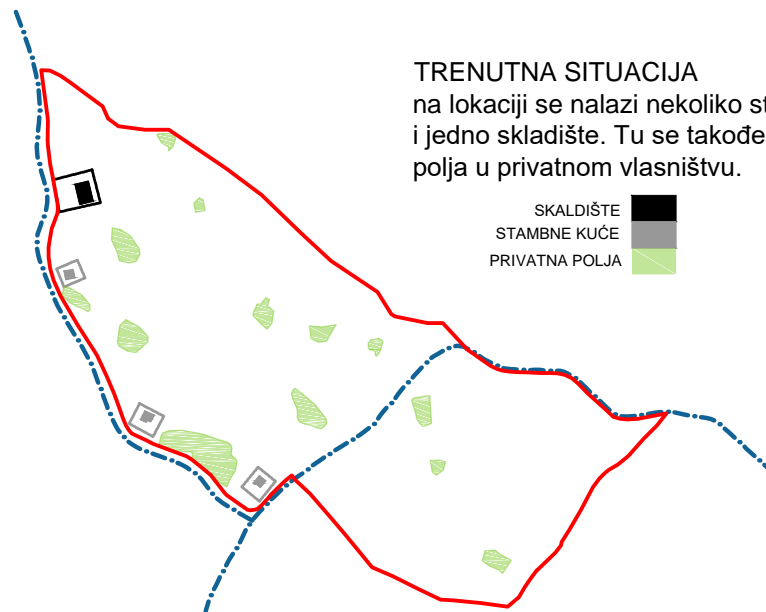 TRENUTNA SITUACIJA
na lokaciji se nalazi nekoliko st
i jedno skladište. Tu se takođe
polja u privatnom vlasništvu.
SKALDIŠTE
STAMBNE KUĆE
PRIVATNA POLJA